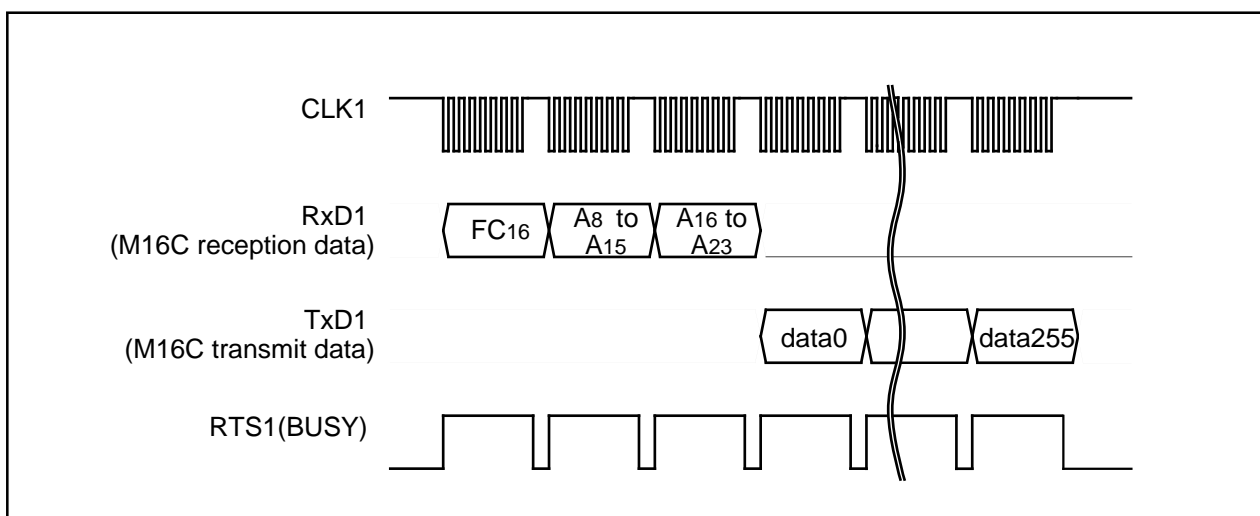 CLK1
RxD1
(M16C reception data)
FC16
A8 to
A15
A16 to
A23
TxD1
(M16C transmit data)
data0
data255
RTS1(BUSY)